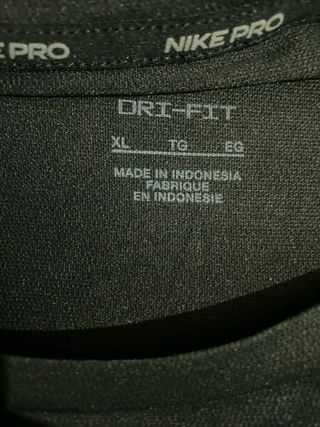 NIKE PRO NIKE PRO
DRI-FIT
XL TG EG
MADE IN INDONESIA
FABRIQUE
EN INDONESIE